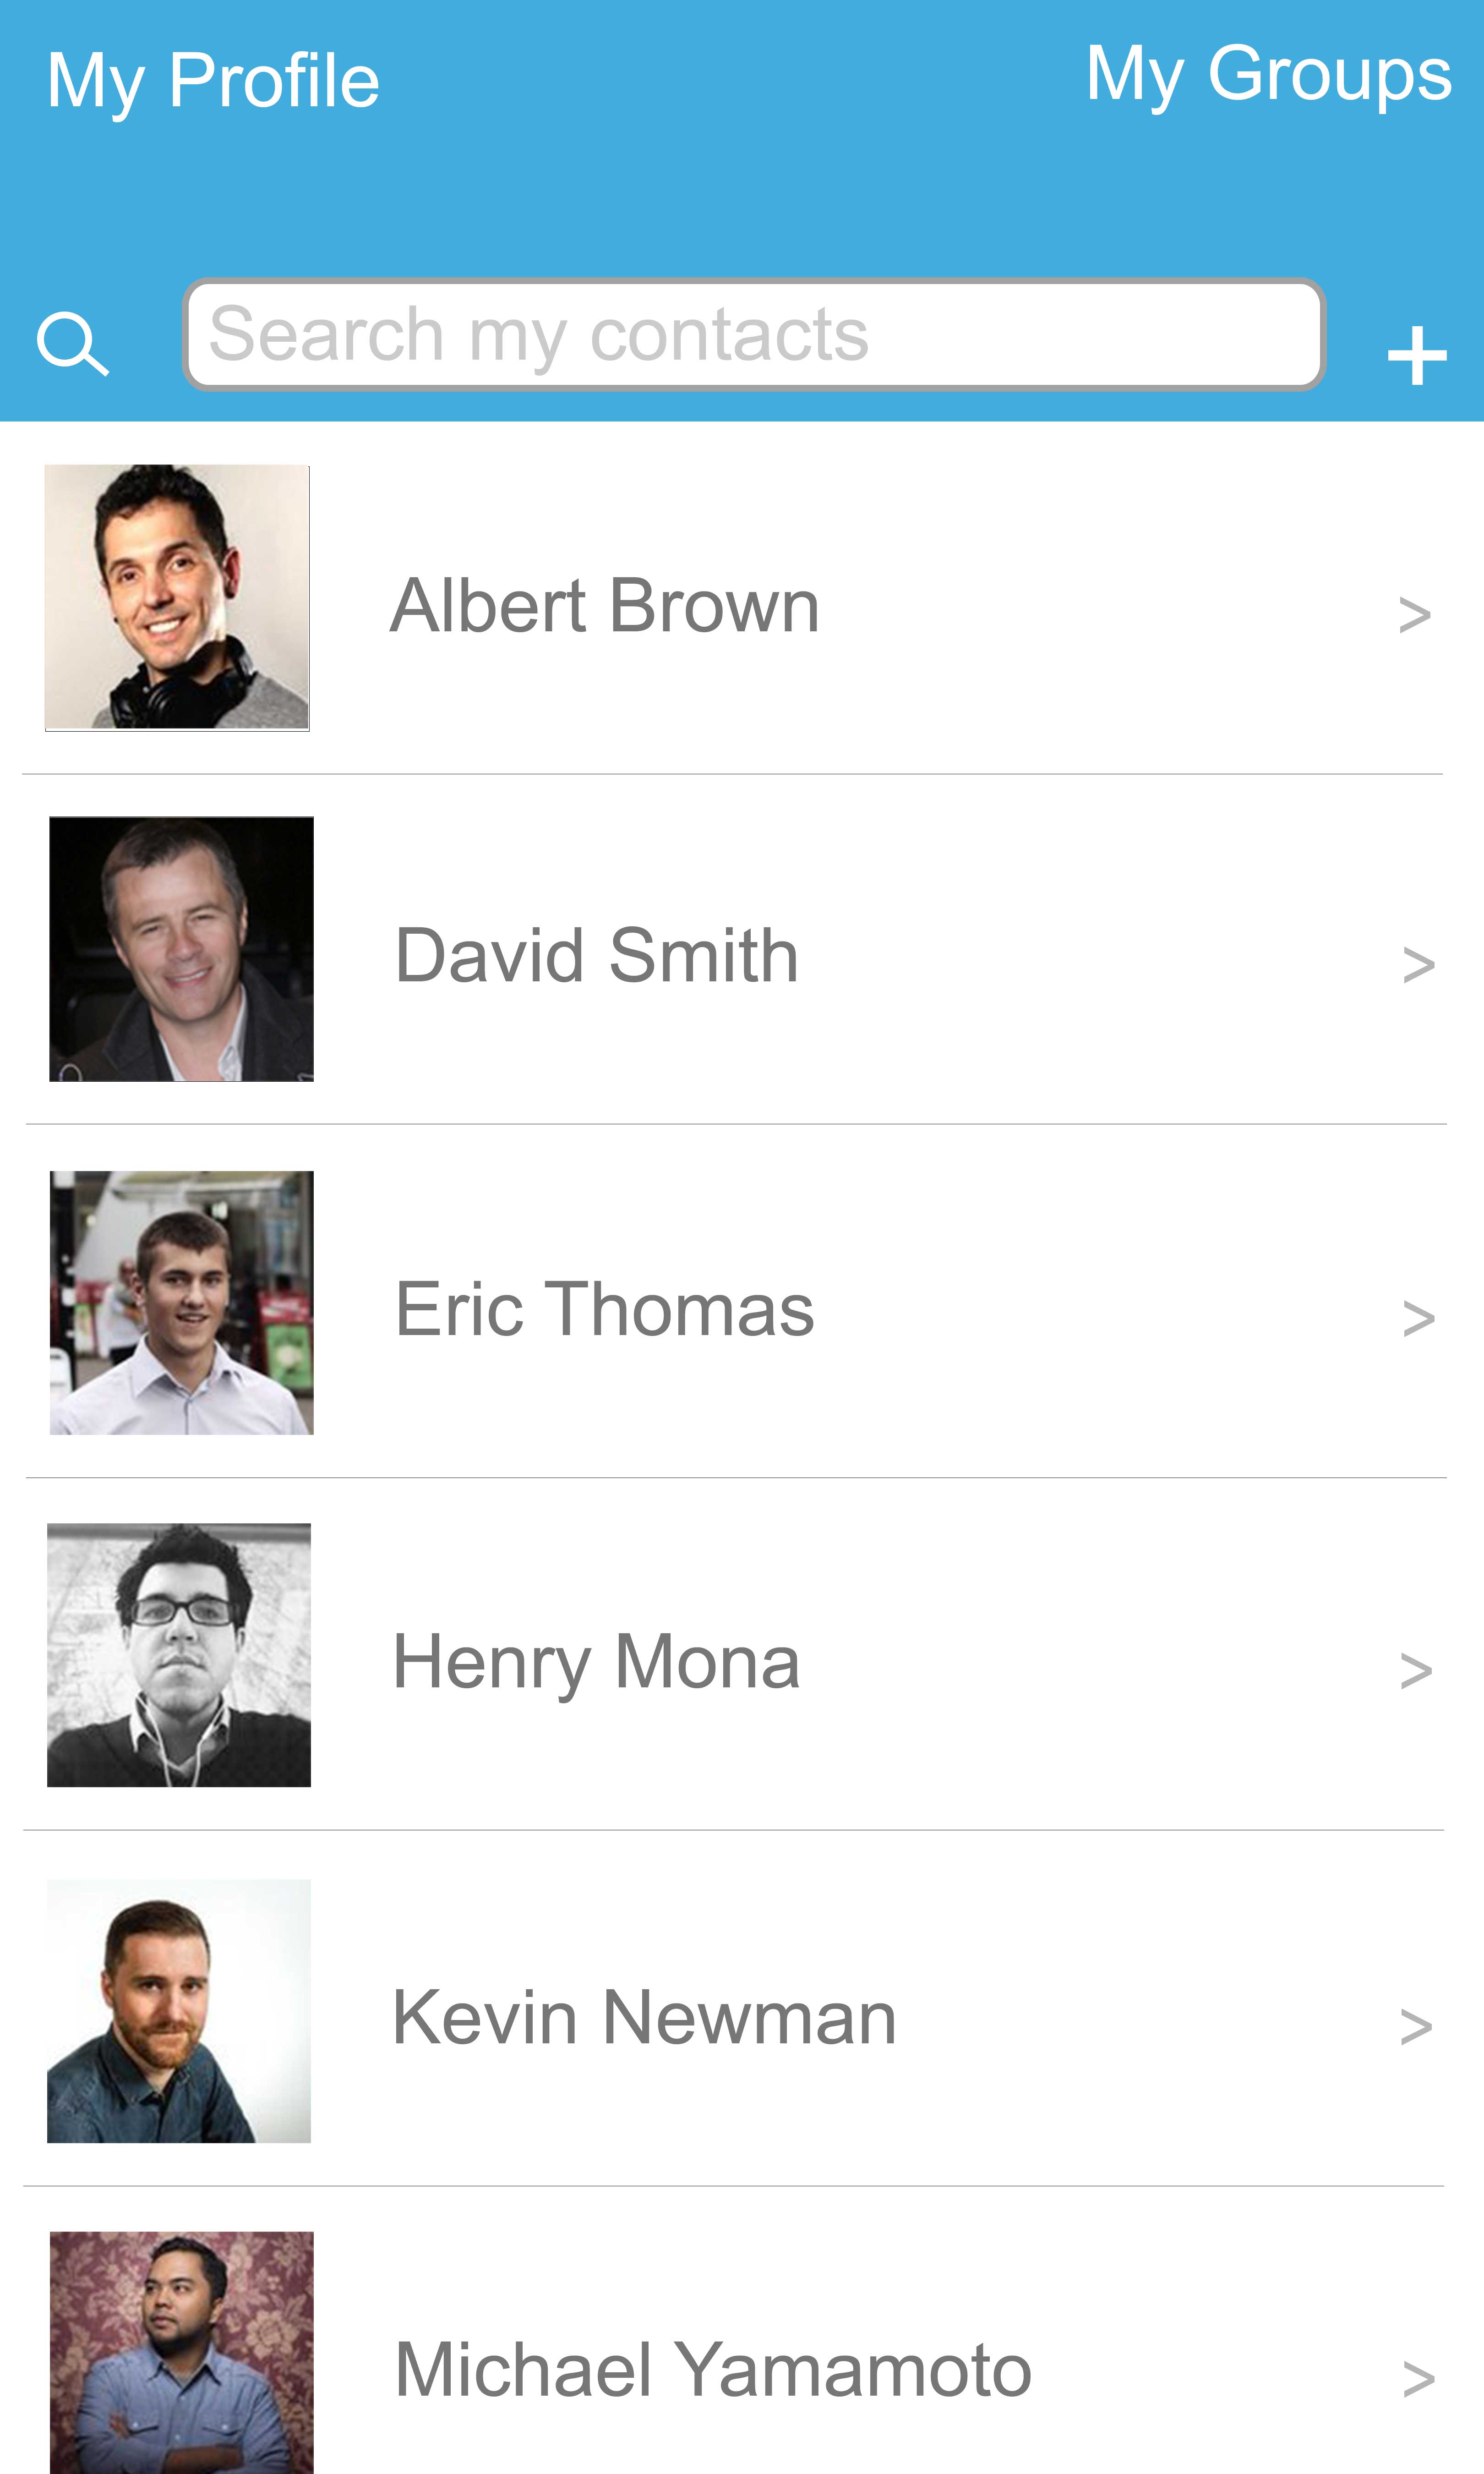 My Profile
My Groups
Search my contacts
+
Albert Brown >
David Smith >
Eric Thomas >
Henry Mona >
Kevin Newman >
Michael Yamamoto >